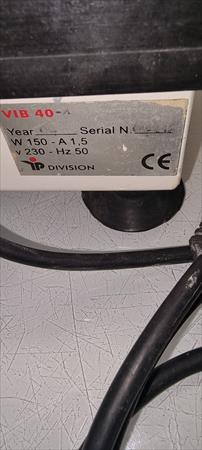 VIB 40-A
Year Serial N.
W 150 - A 1,5
v 230 - Hz 50
IP DIVISION CE